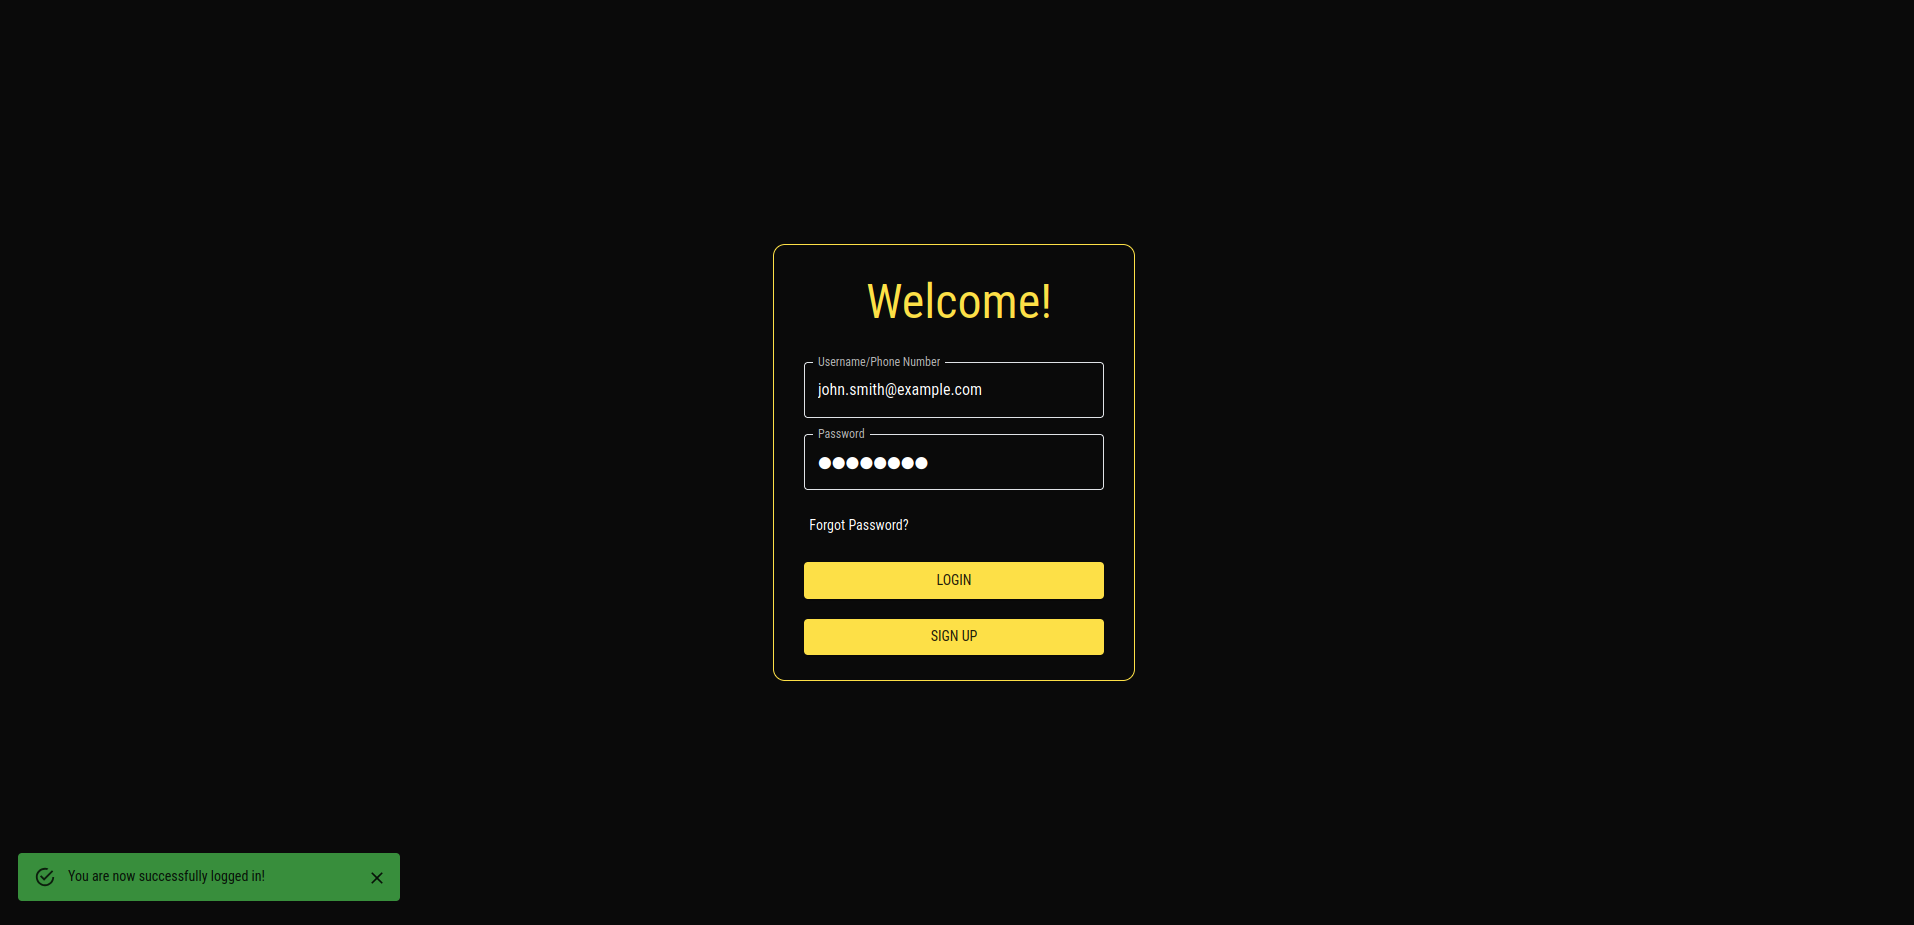 Welcome!
Username/Phone Number
john.smith@example.com
Password
Forgot Password?
LOGIN
SIGN UP
You are now successfully logged in!